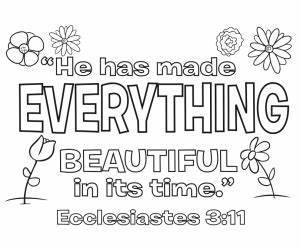 “He has made
EVERYTHING
BEAUTIFUL
in its time.”
Ecclesiastes 3:11